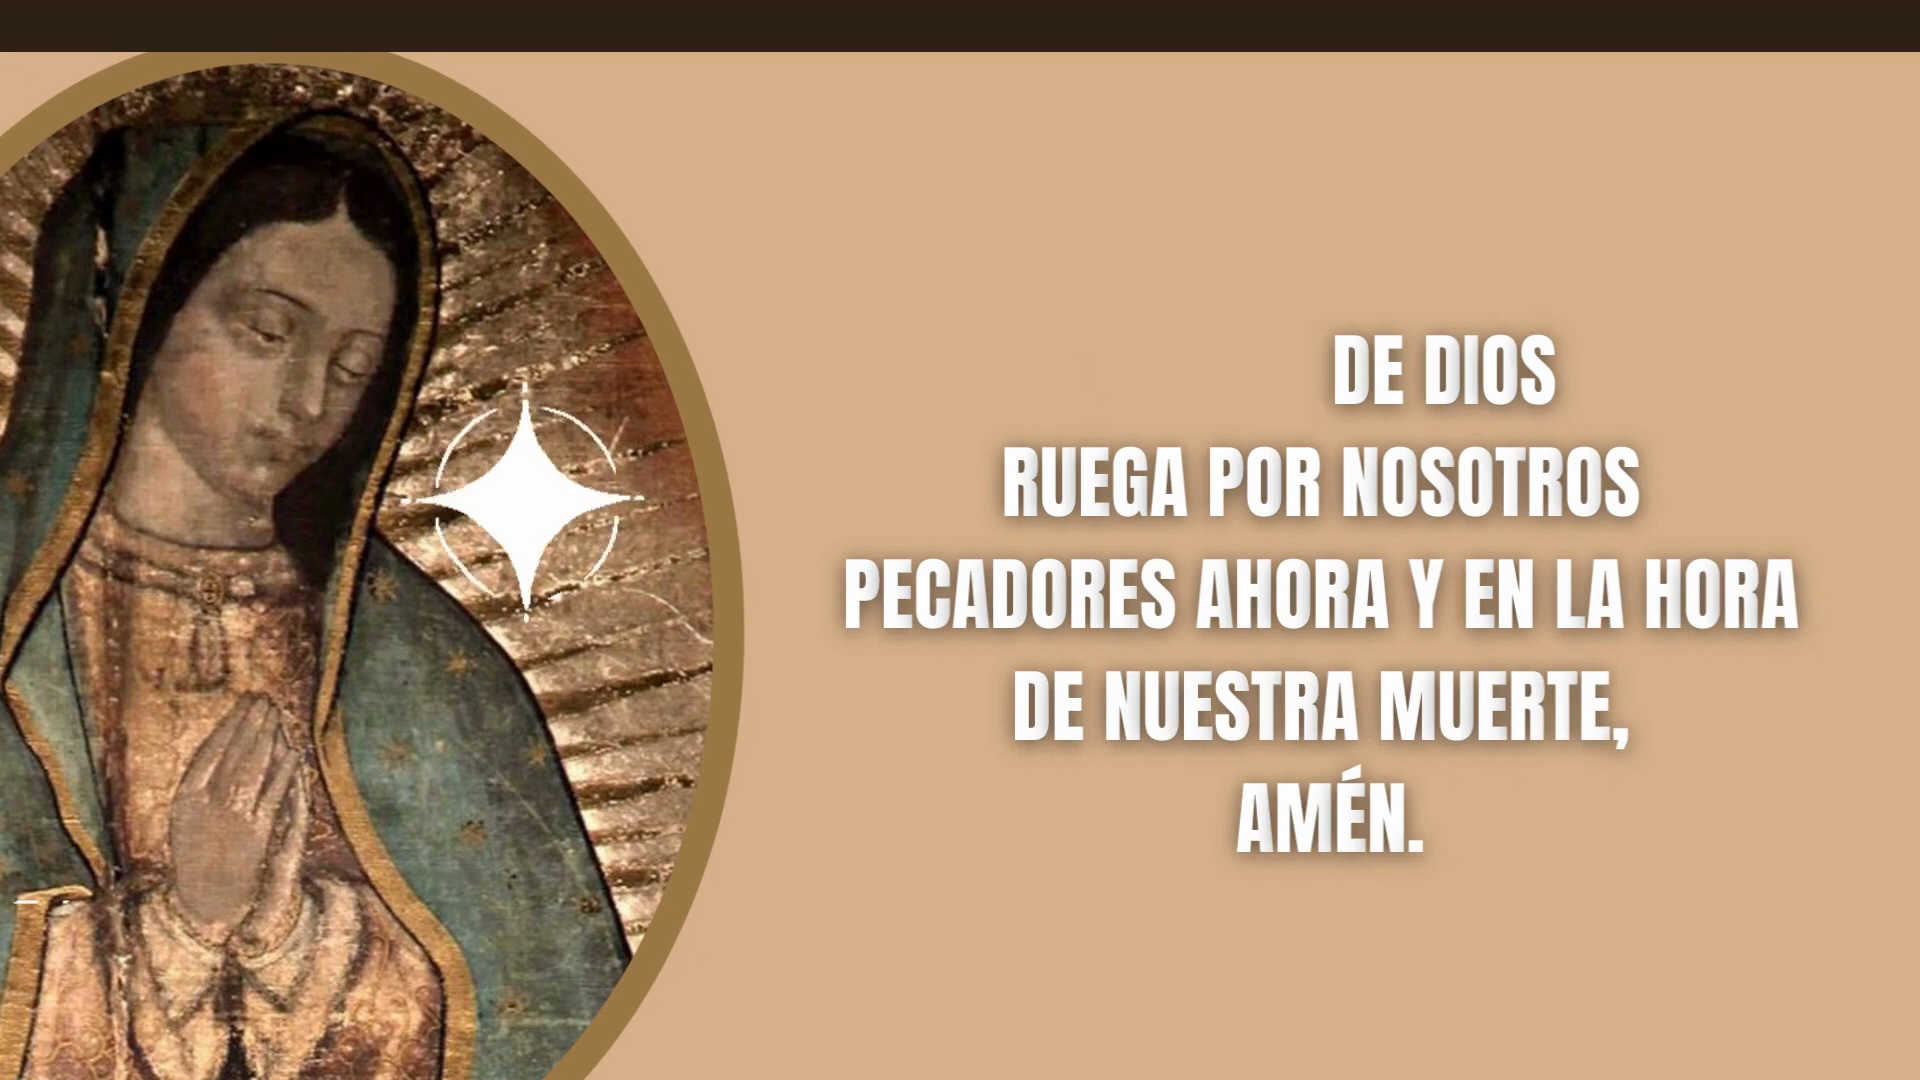 DE DIOS
RUEGA POR NOSOTROS
PECADORES AHORA Y EN LA HORA
DE NUESTRA MUERTE,
AMÉN.